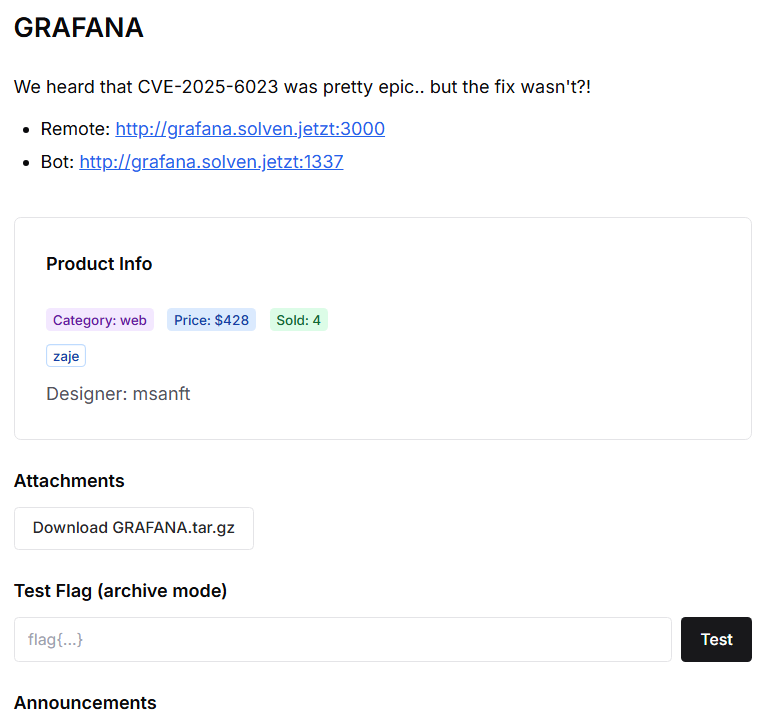 GRAFANA
We heard that CVE-2025-6023 was pretty epic.. but the fix wasn't?!
Remote: http://grafana.solven.jetzt:3000
Bot: http://grafana.solven.jetzt:1337
Product Info
Category: web Price: $428 Sold: 4
zaje
Designer: msanft
Attachments
Download GRAFANA.tar.gz
Test Flag (archive mode)
flag{...} Test
Announcements